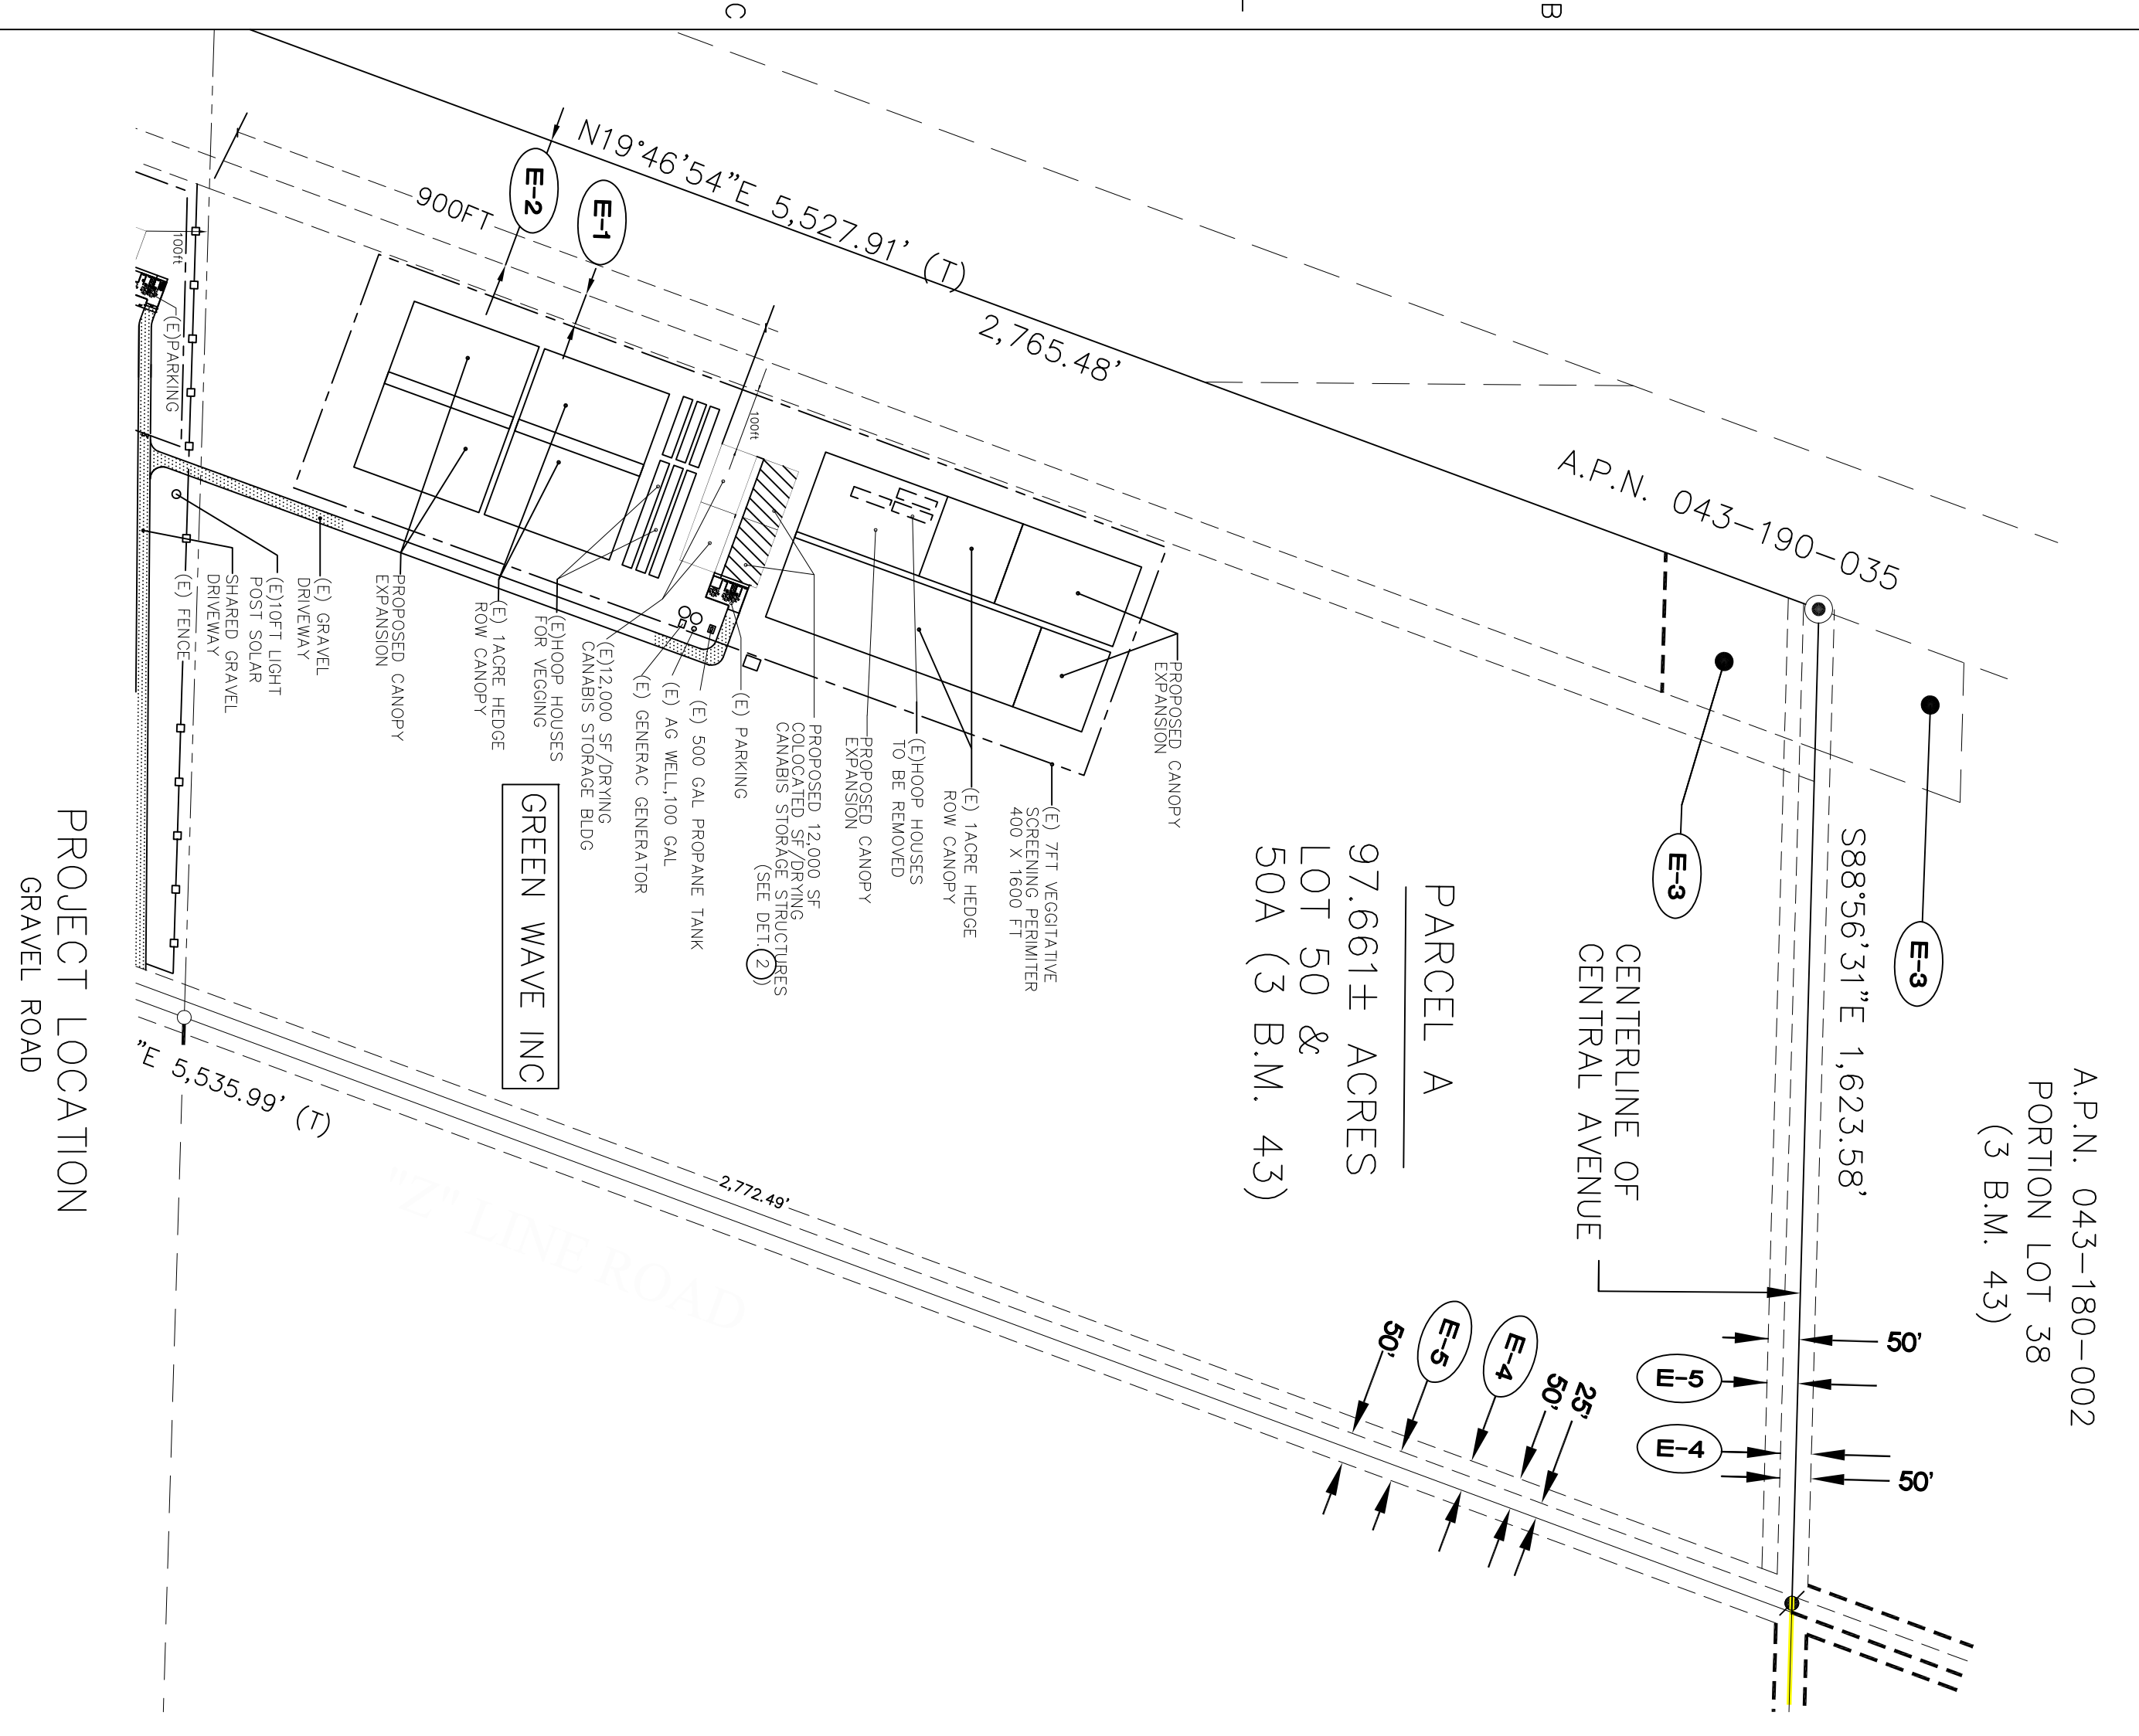 C
B
N19°46'54"E 5,527.91' (T)
2,765.48'
900FT
E-2
E-1
100ft
100ft
(E)PARKING
A.P.N. 043-190-035
E-3
E-3
S88°56'31"E 1,623.58'
A.P.N. 043-180-002
PORTION LOT 38
(3 B.M. 43)
CENTERLINE OF
CENTRAL AVENUE
PARCEL A
97.661± ACRES
LOT 50 &
50A (3 B.M. 43)
PROPOSED CANOPY
EXPANSION
(E) 7FT VEGGITATIVE
SCREENING PERIMITER
400 X 1600 FT
(E) 1ACRE HEDGE
ROW CANOPY
(E)HOOP HOUSES
TO BE REMOVED
PROPOSED CANOPY
EXPANSION
PROPOSED 12,000 SF
COLOCATED SF/DRYING
CANABIS STORAGE STRUCTURES
(SEE DET. 2)
(E) PARKING
(E) 500 GAL PROPANE TANK
(E) AG WELL,100 GAL
(E) GENERAC GENERATOR
(E)12,000 SF/DRYING
CANABIS STORAGE BLDG
(E)HOOP HOUSES
FOR VEGGING
(E) 1ACRE HEDGE
ROW CANOPY
PROPOSED CANOPY
EXPANSION
(E) GRAVEL
DRIVEWAY
(E)10FT LIGHT
POST SOLAR
SHARED GRAVEL
DRIVEWAY
(E) FENCE
GREEN WAVE INC
PROJECT LOCATION
GRAVEL ROAD
"E 5,535.99' (T)
2,772.49'
"Z" LINE ROAD
50'
E-5
E-4
50'
25'
50'
E-5
E-4
50'